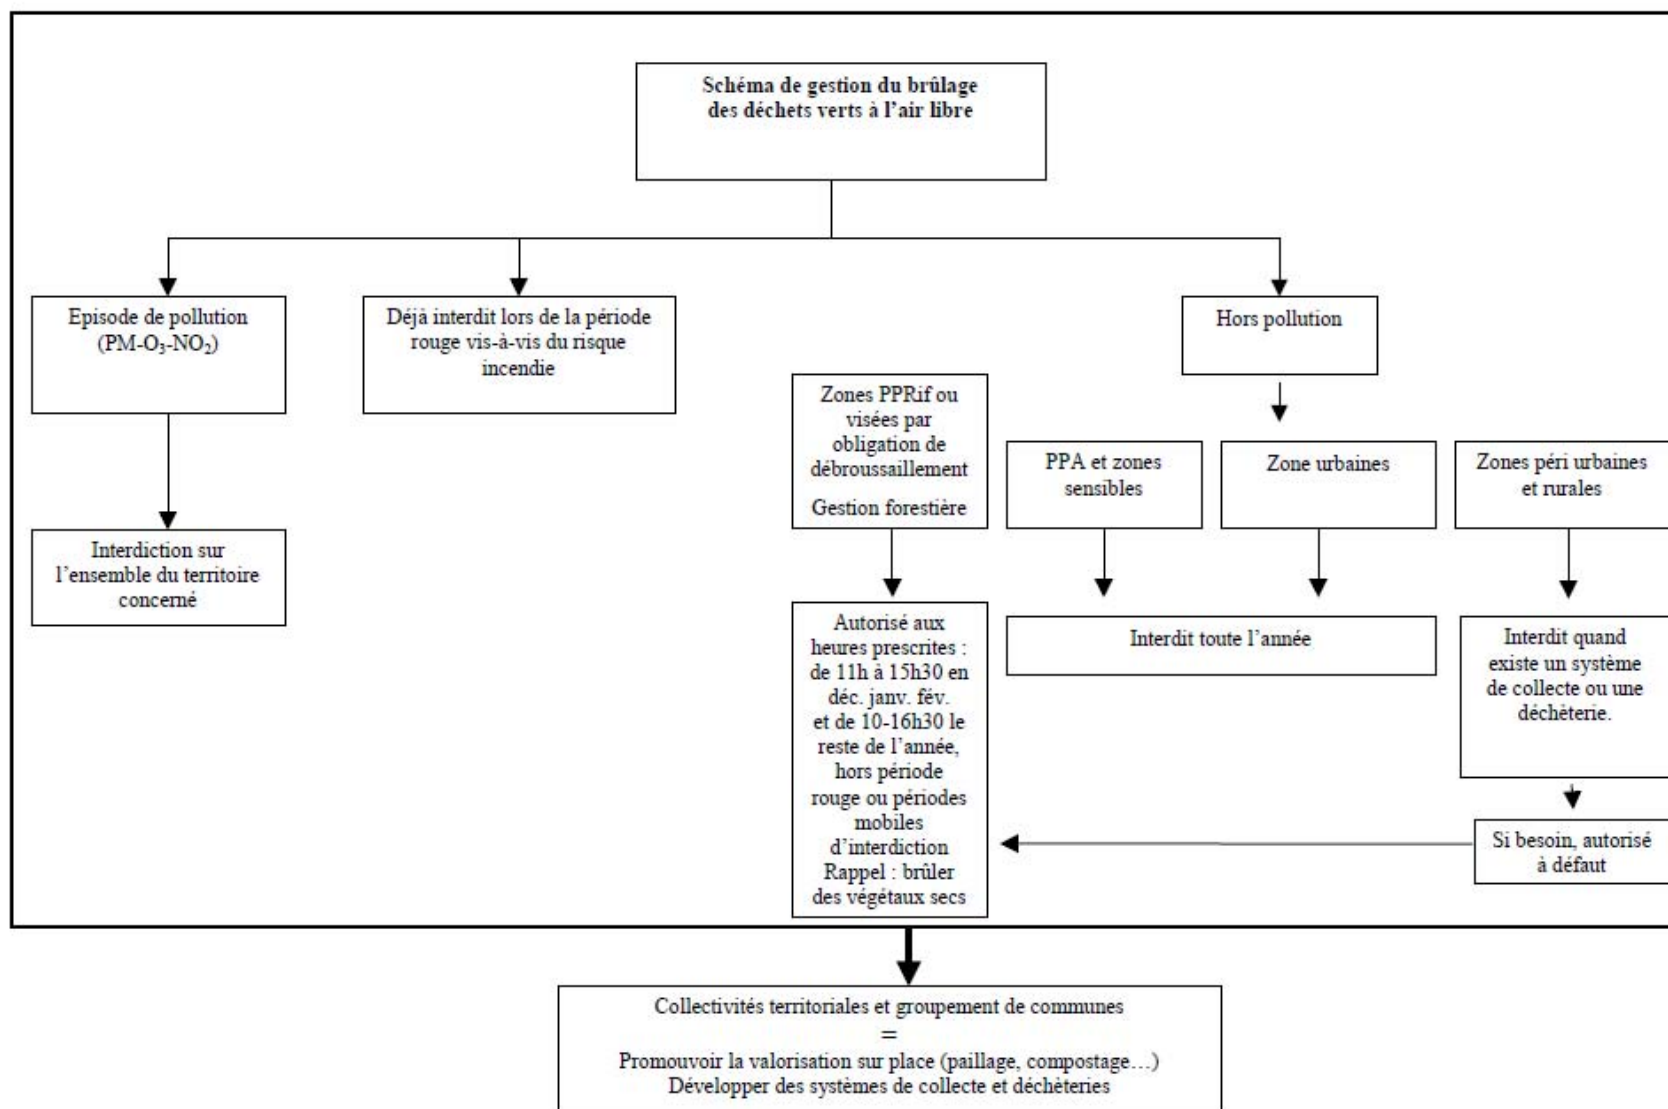 Schéma de gestion du brûlage
des déchets verts à l'air libre
Episode de pollution
(PM-O₃-NO₂)
Déjà interdit lors de la période
rouge vis-à-vis du risque
incendie
Hors pollution
Zones PPRif ou
visées par
obligation de
débroussaillement
Gestion forestière
PPA et zones
sensibles
Zone urbaines
Zones péri urbaines
et rurales
Interdiction sur
l'ensemble du territoire
concerné
Autorisé aux
heures prescrites :
de 11h à 15h30 en
déc. janv. fév.
et de 10-16h30 le
reste de l'année,
hors période
rouge ou périodes
mobiles
d'interdiction
Rappel : brûler
des végétaux secs
Interdit toute l'année
Interdit quand
existe un système
de collecte ou une
déchèterie.
Si besoin, autorisé
à défaut
Collectivités territoriales et groupement de communes
=
Promouvoir la valorisation sur place (paillage, compostage…)
Développer des systèmes de collecte et déchèteries